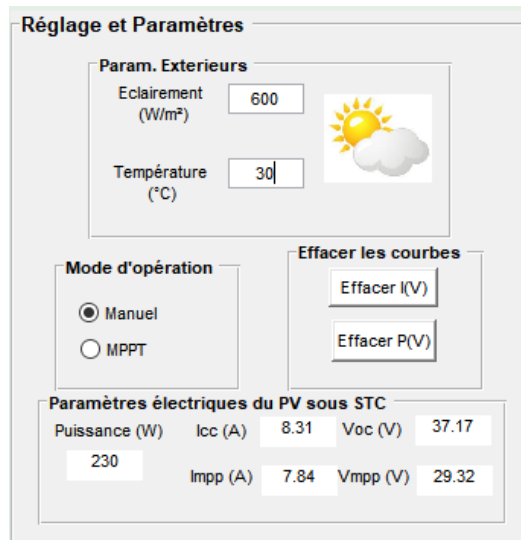 Réglage et Paramètres
Param. Exterieurs
Eclairement
(W/m²)
600
Température
(°C)
30
Mode d'opération
Manuel
MPPT
Effacer les courbes
Effacer I(V)
Effacer P(V)
Paramètres électriques du PV sous STC
Puissance (W)
230
Icc (A) 8.31 Voc (V) 37.17
Impp (A) 7.84 Vmpp (V) 29.32